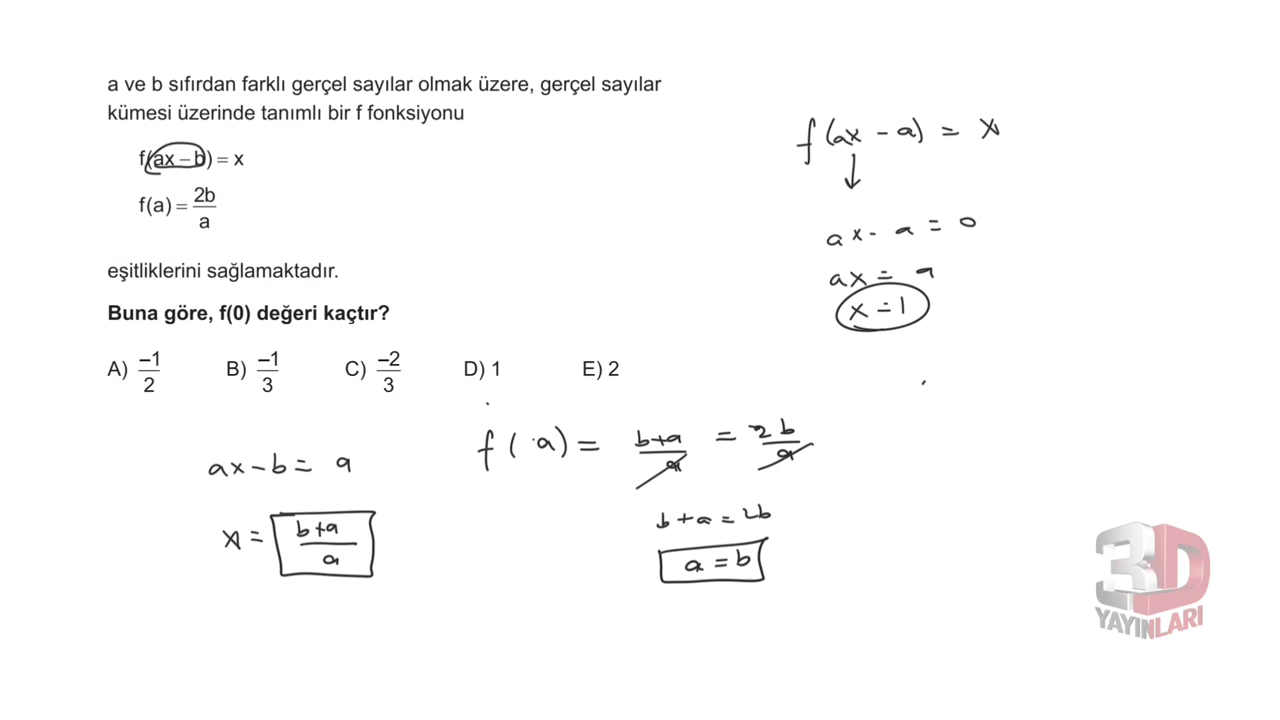 a ve b sıfırdan farklı gerçel sayılar olmak üzere, gerçel sayılar
kümesi üzerinde tanımlı bir f fonksiyonu
f(ax – b) = x
f(a) = 2b/a
eşitliklerini sağlamaktadır.
Buna göre, f(0) değeri kaçtır?
A) –1/2 B) –1/3 C) –2/3 D) 1 E) 2
f(ax - a) = x
ax - a = 0
ax = a
x = 1
ax - b = a
x = b+a/a
f(a) = b+a/a = 2b/a
b+a = 2b
a = b
3D
YAYINLARI